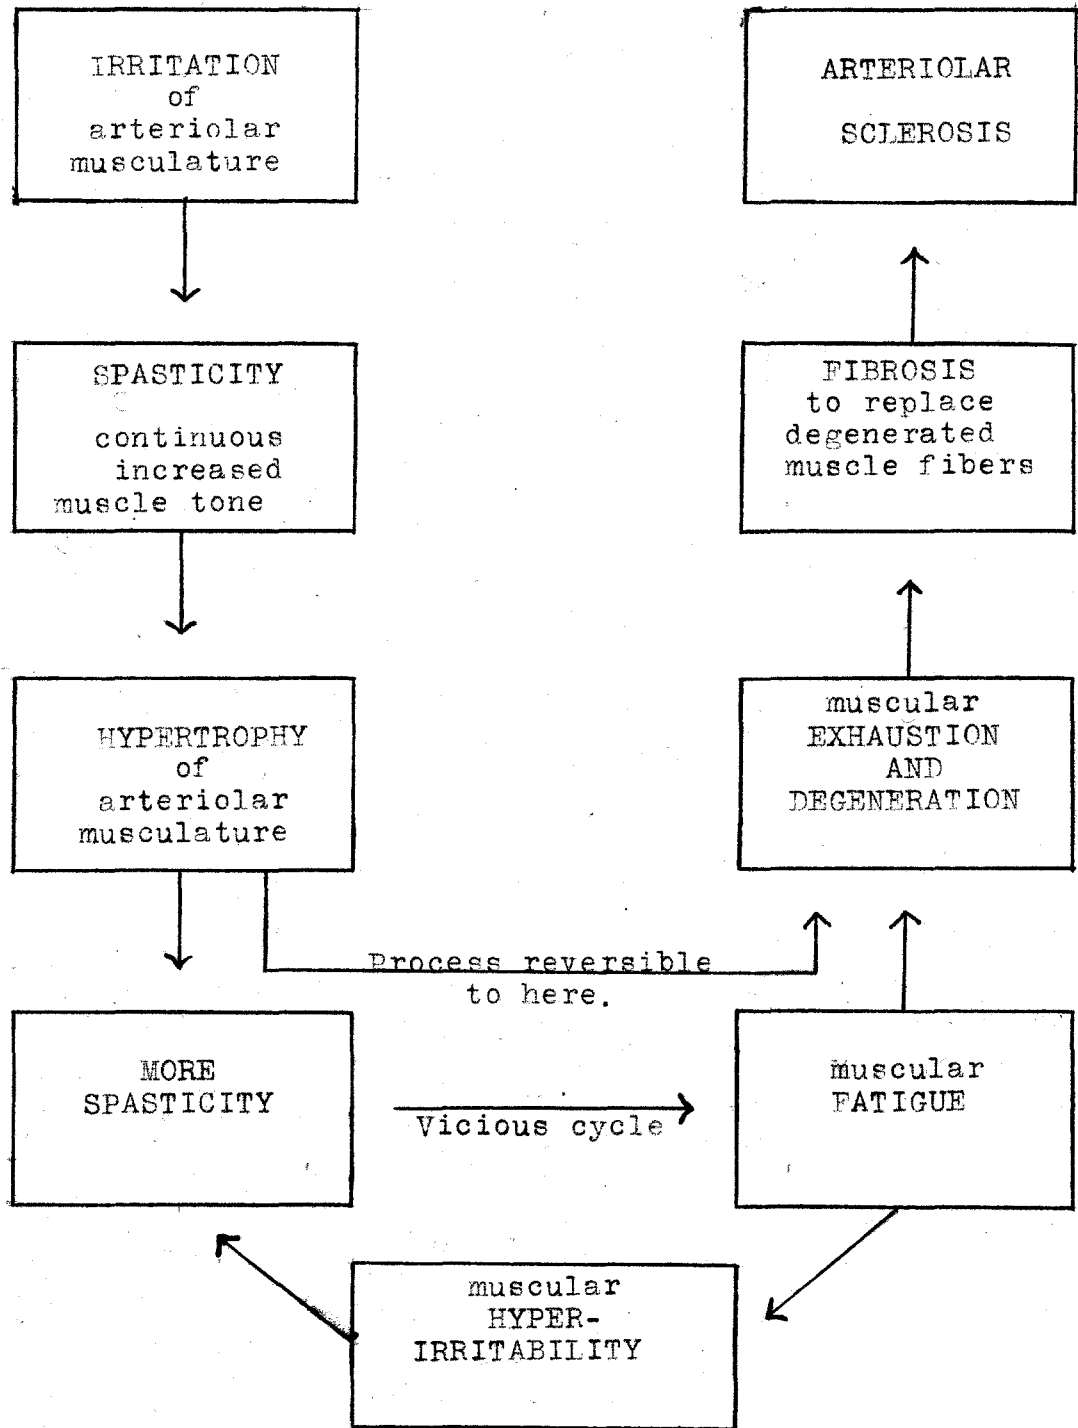 IRRITATION
of
arteriolar
musculature
SPASTICITY
continuous
increased
muscle tone
HYPERTROPHY
of
arteriolar
musculature
MORE
SPASTICITY
Process reversible
to here.
Vicious cycle
muscular
HYPER-
IRRITABILITY
muscular
FATIGUE
muscular
EXHAUSTION
AND
DEGENERATION
FIBROSIS
to replace
degenerated
muscle fibers
ARTERIOLAR
SCLEROSIS